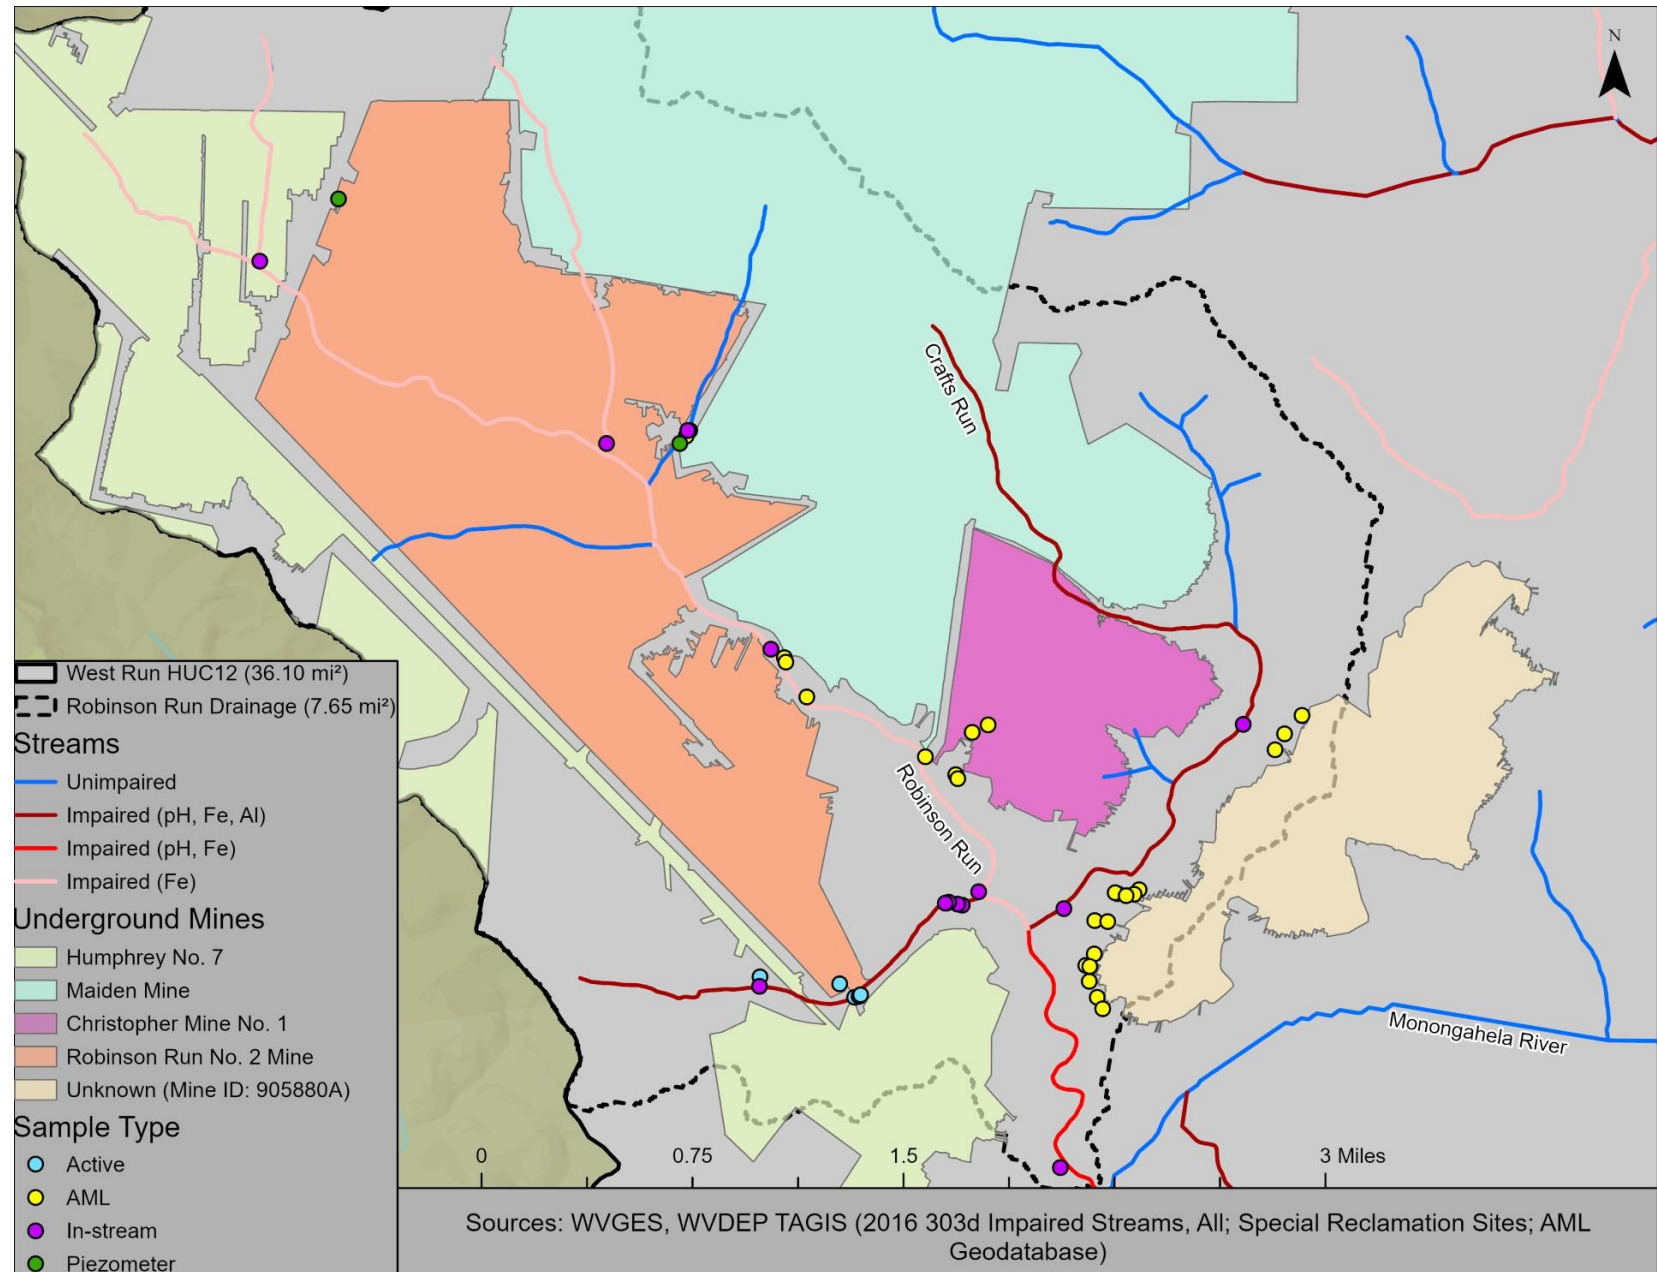 N
Crafts Run
Robinson Run
Monongahela River
West Run HUC12 (36.10 mi²)
Robinson Run Drainage (7.65 mi²)
Streams
Unimpaired
Impaired (pH, Fe, Al)
Impaired (pH, Fe)
Impaired (Fe)
Underground Mines
Humphrey No. 7
Maiden Mine
Christopher Mine No. 1
Robinson Run No. 2 Mine
Unknown (Mine ID: 905880A)
Sample Type
Active
AML
In-stream
Piezometer
0 0.75 1.5 3 Miles
Sources: WVGES, WVDEP TAGIS (2016 303d Impaired Streams, All; Special Reclamation Sites; AML
Geodatabase)